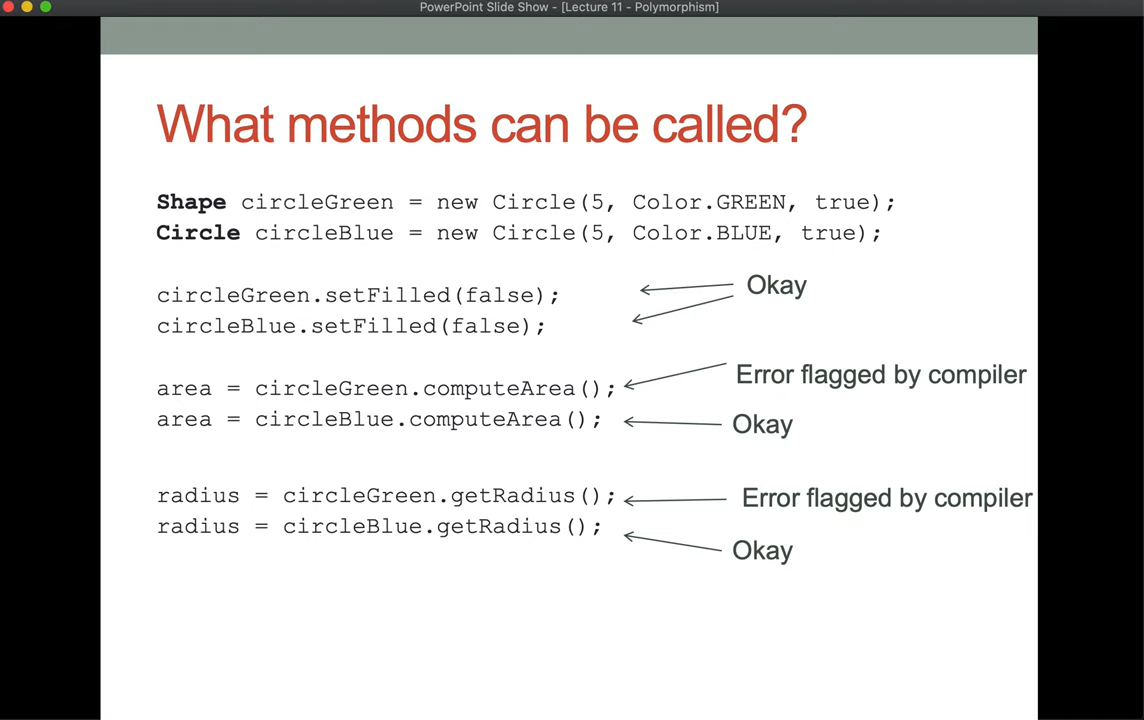 PowerPoint Slide Show - [Lecture 11 - Polymorphism]
What methods can be called?
Shape circleGreen = new Circle(5, Color.GREEN, true);
Circle circleBlue = new Circle(5, Color.BLUE, true);
circleGreen.setFilled(false);
Okay
circleBlue.setFilled(false);
area = circleGreen.computeArea();
Error flagged by compiler
area = circleBlue.computeArea();
Okay
radius = circleGreen.getRadius();
Error flagged by compiler
radius = circleBlue.getRadius();
Okay